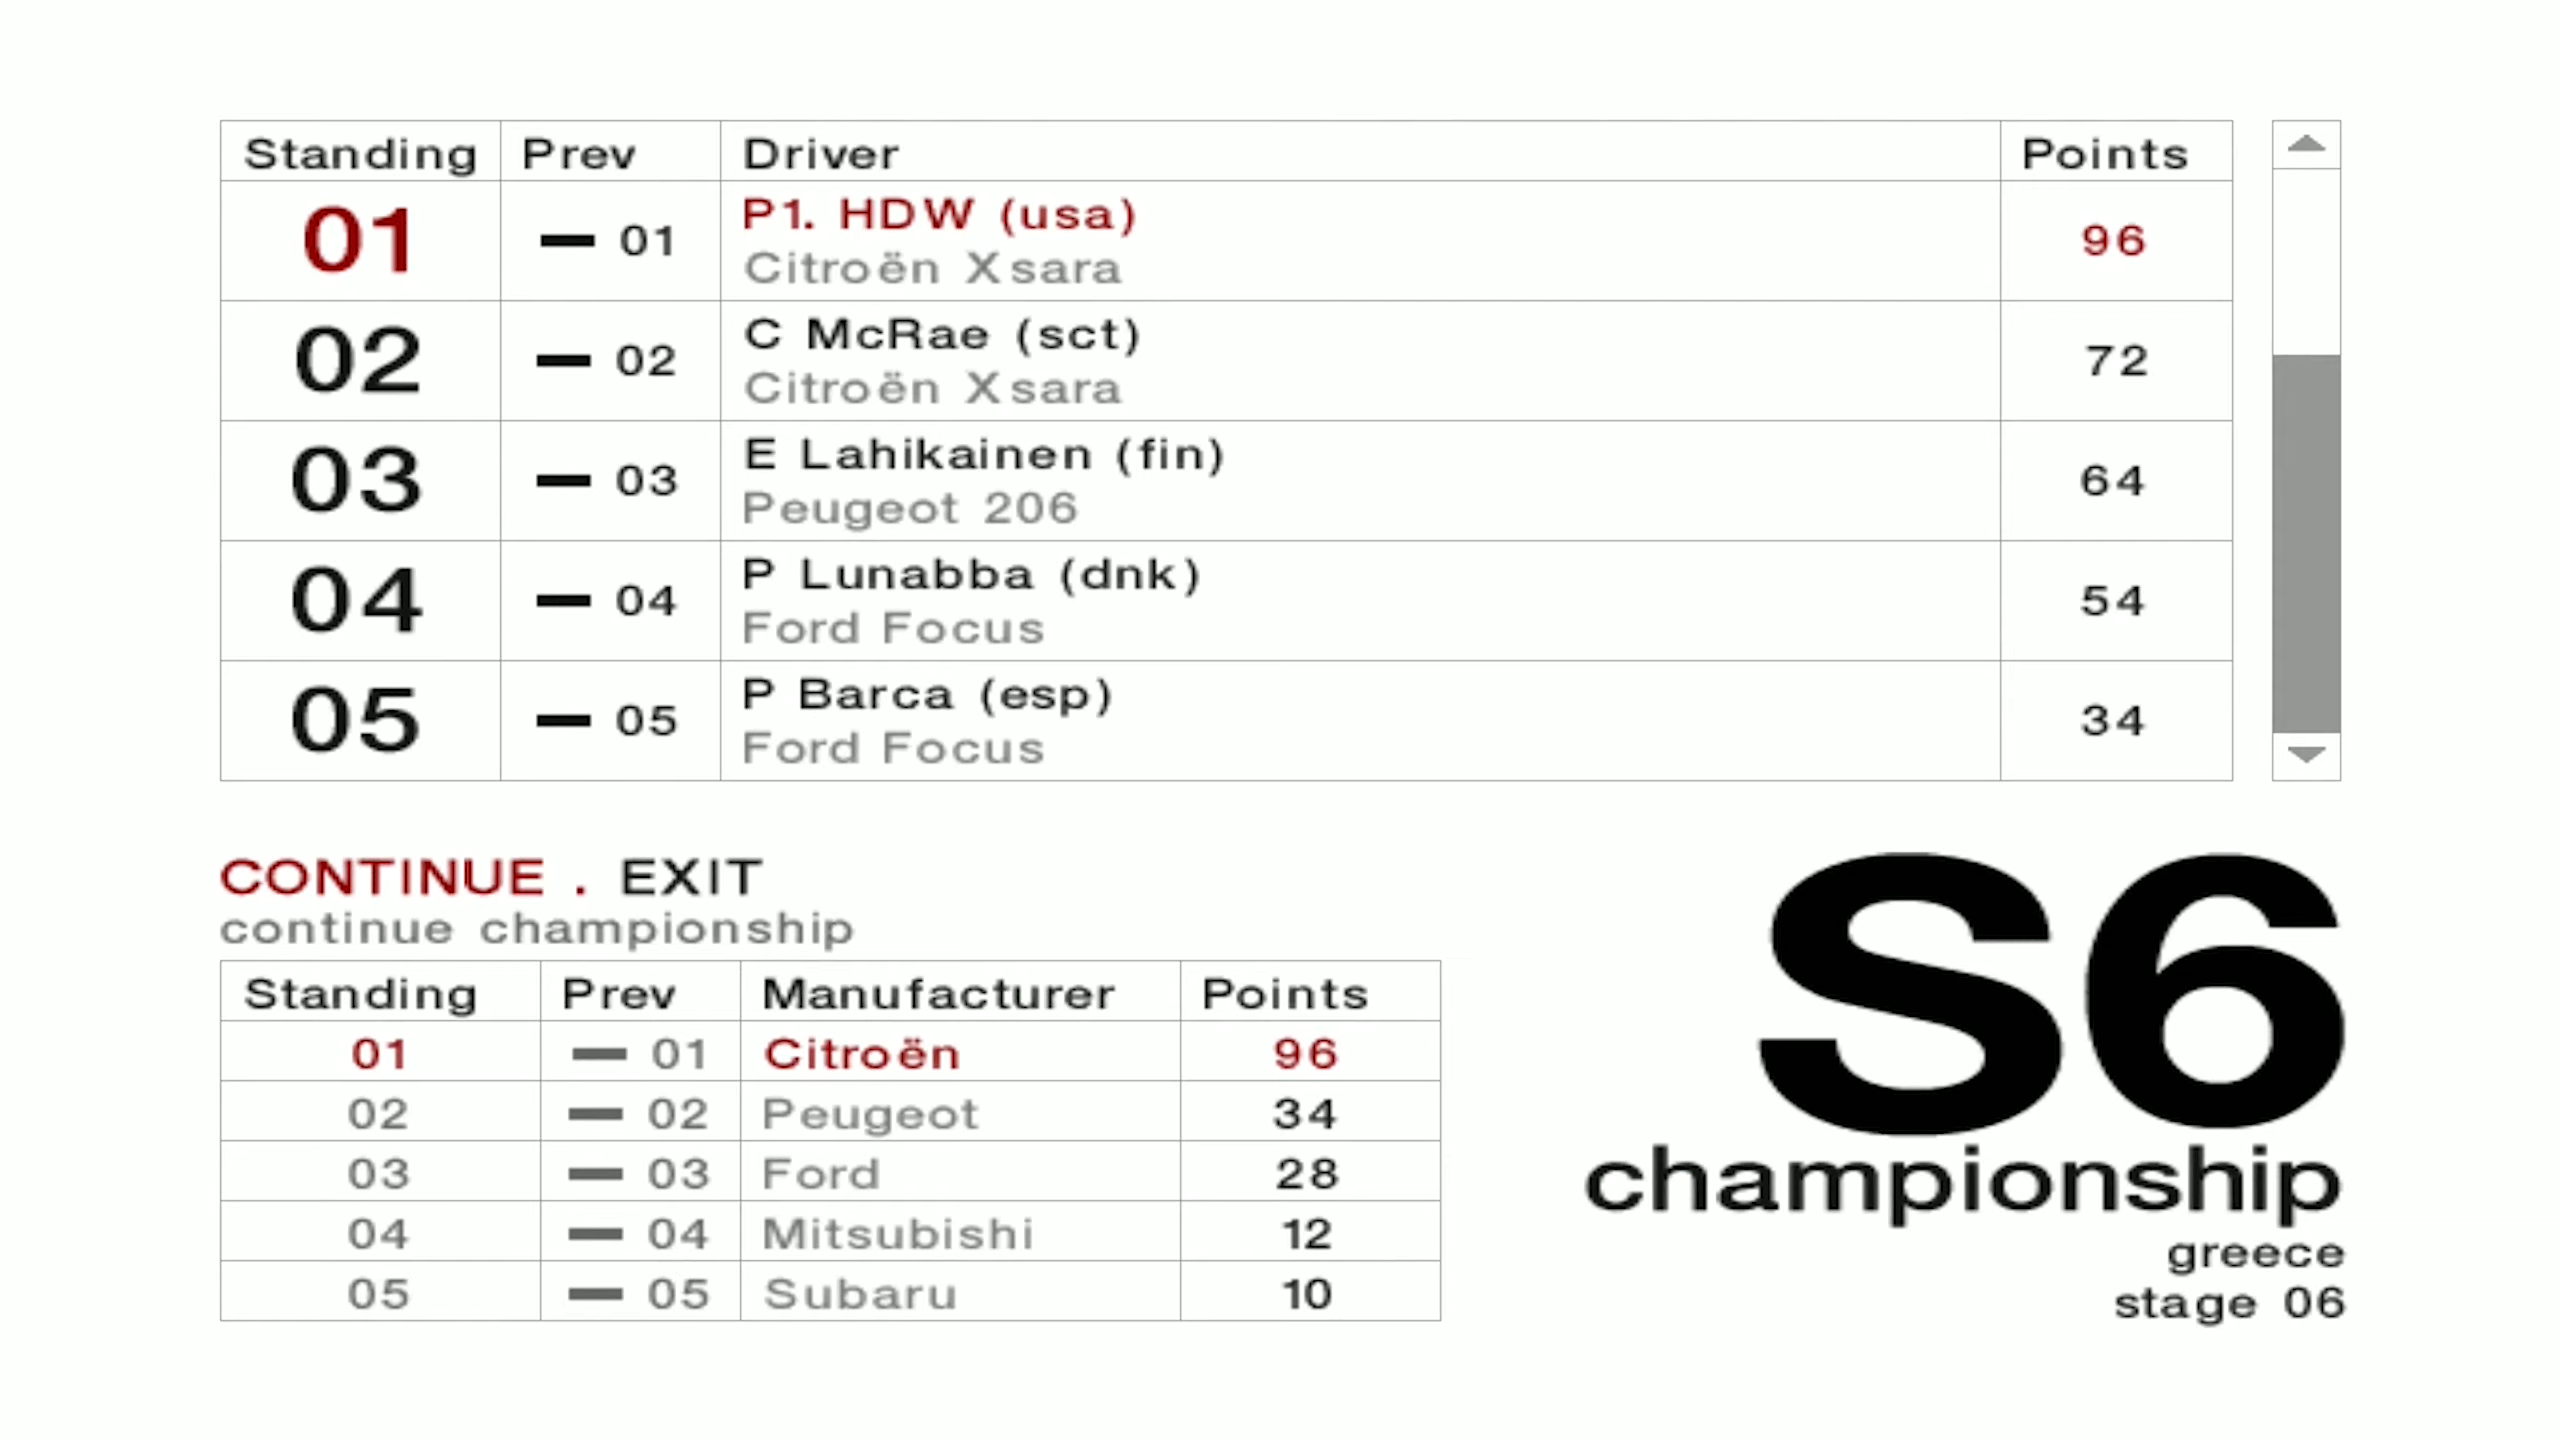 Standing Prev Driver Points
01 — 01 P1. HDW (usa) 96
Citroën Xsara
02 — 02 C McRae (sct) 72
Citroën Xsara
03 — 03 E Lahikainen (fin) 64
Peugeot 206
04 — 04 P Lunabba (dnk) 54
Ford Focus
05 — 05 P Barca (esp) 34
Ford Focus
CONTINUE . EXIT
continue championship
Standing Prev Manufacturer Points
01 — 01 Citroën 96
02 — 02 Peugeot 34
03 — 03 Ford 28
04 — 04 Mitsubishi 12
05 — 05 Subaru 10
S6
championship
greece
stage 06